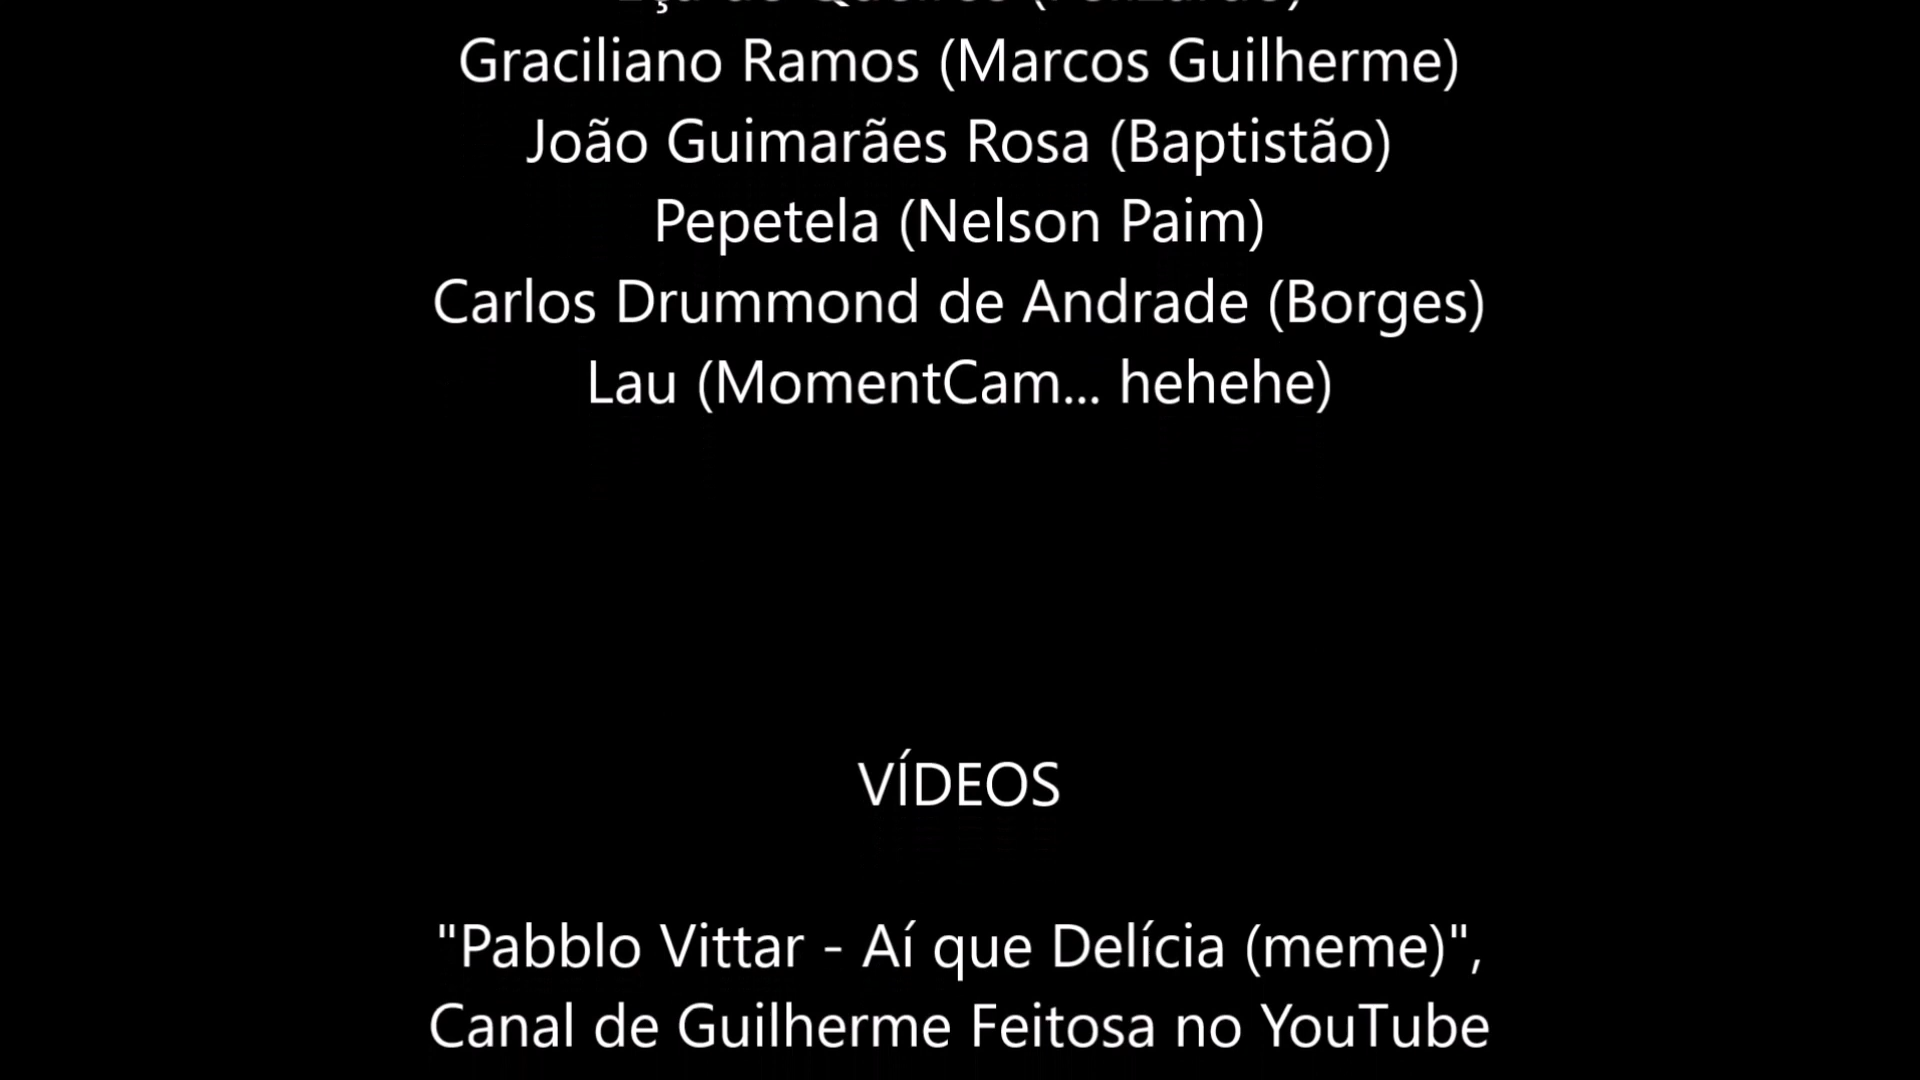 Graciliano Ramos (Marcos Guilherme)
João Guimarães Rosa (Baptistão)
Pepetela (Nelson Paim)
Carlos Drummond de Andrade (Borges)
Lau (MomentCam... hehehe)
VÍDEOS
"Pabblo Vittar - Aí que Delícia (meme)",
Canal de Guilherme Feitosa no YouTube